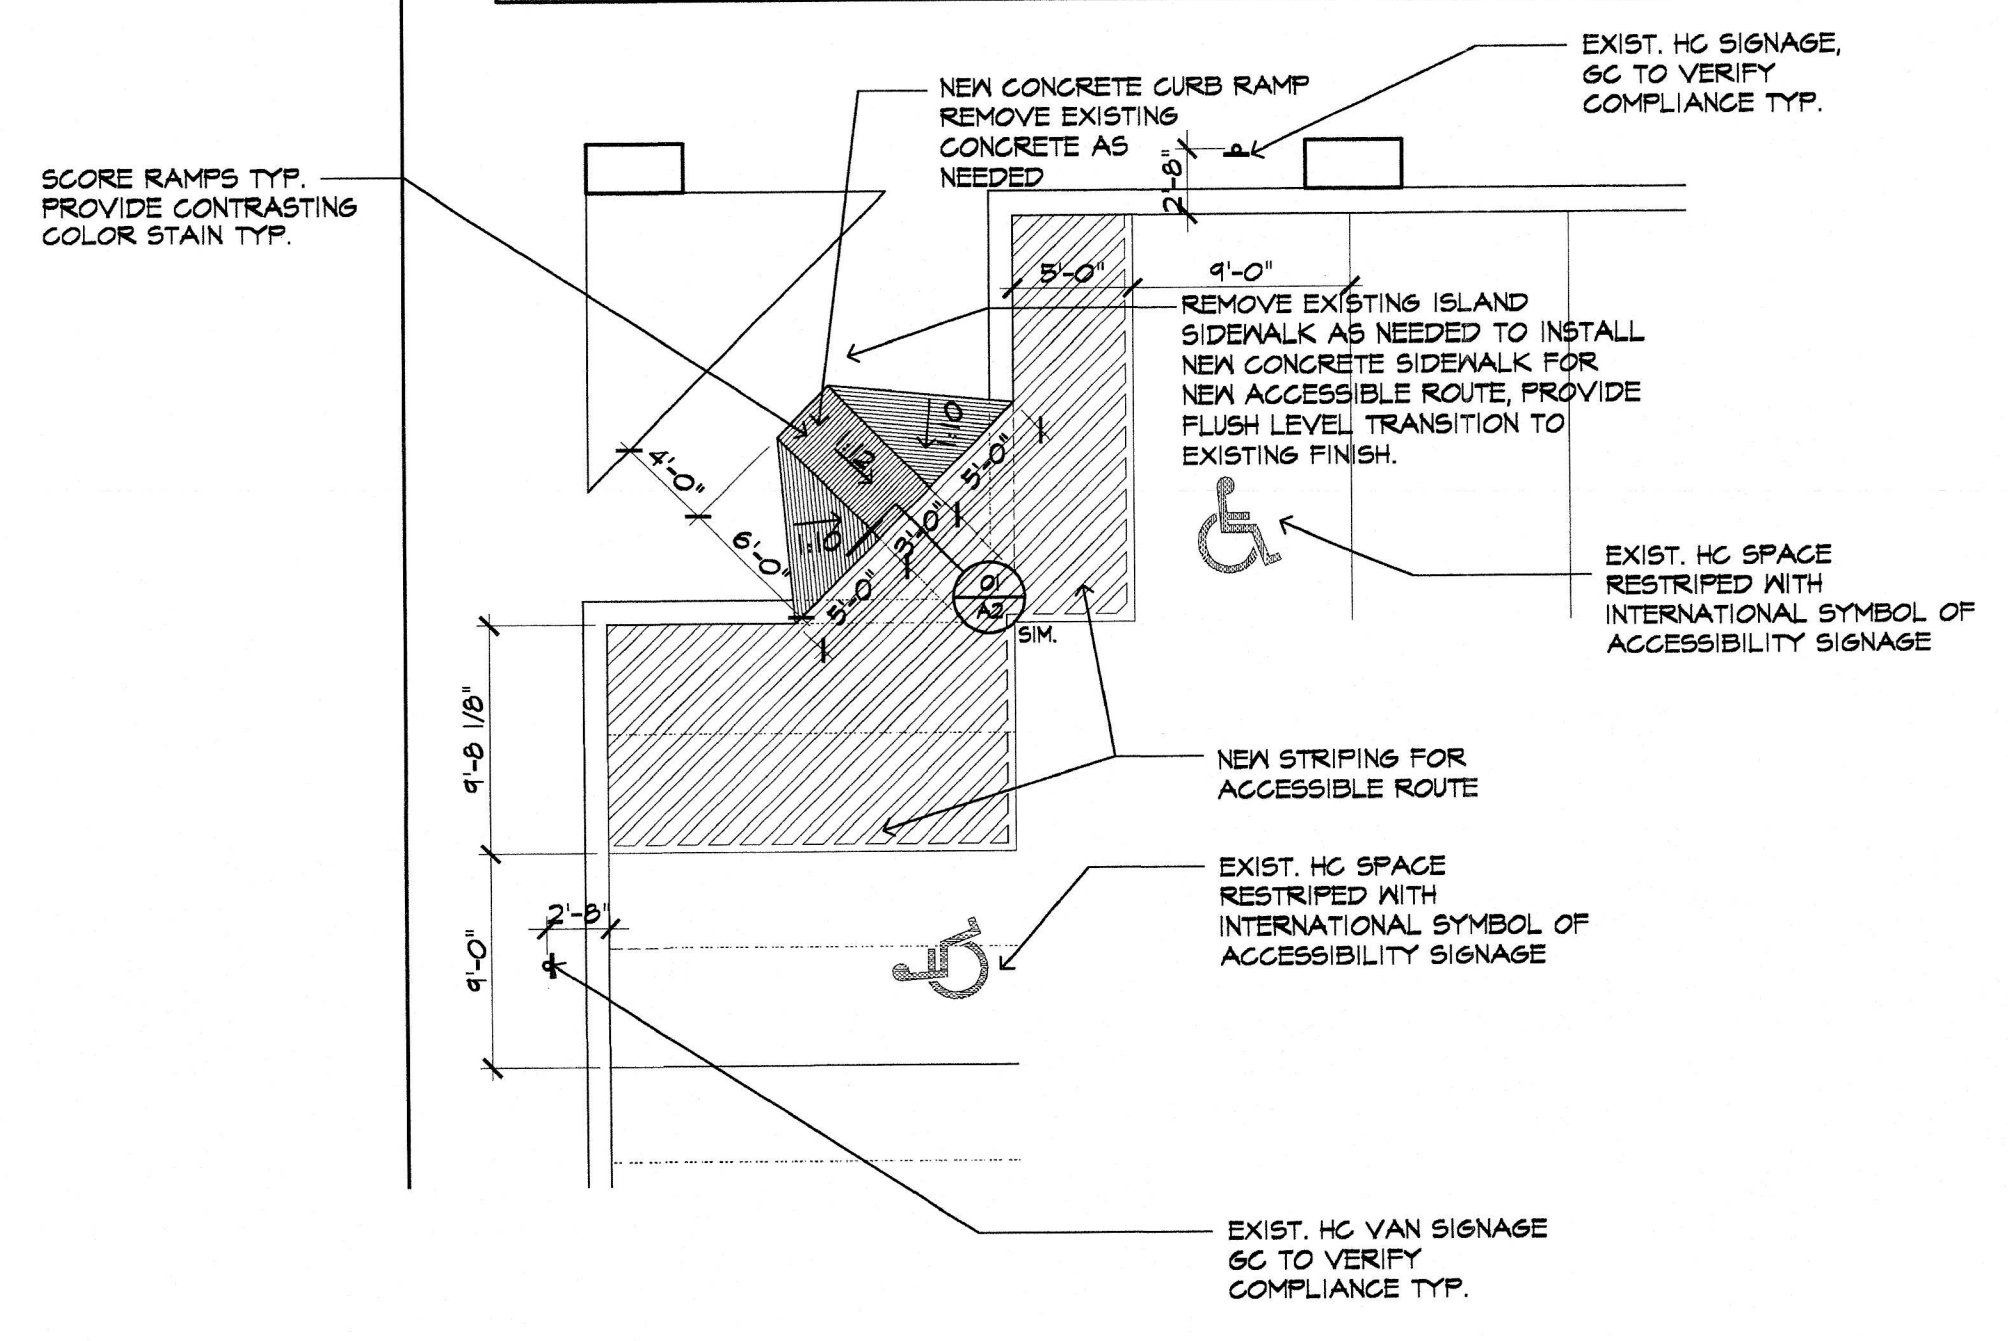 EXIST. HC SIGNAGE,
GC TO VERIFY
COMPLIANCE TYP.
NEW CONCRETE CURB RAMP
REMOVE EXISTING
CONCRETE AS
NEEDED
2'-8"
SCORE RAMPS TYP.
PROVIDE CONTRASTING
COLOR STAIN TYP.
5'-0"
9'-0"
REMOVE EXISTING ISLAND
SIDEWALK AS NEEDED TO INSTALL
NEW CONCRETE SIDEWALK FOR
NEW ACCESSIBLE ROUTE, PROVIDE
FLUSH LEVEL TRANSITION TO
EXISTING FINISH.
1:10
1:12
1:10
4'-0"
6'-0"
5'-0"
3'-0"
5'-0"
01
A2
SIM.
EXIST. HC SPACE
RESTRIPED WITH
INTERNATIONAL SYMBOL OF
ACCESSIBILITY SIGNAGE
9'-8 1/8"
NEW STRIPING FOR
ACCESSIBLE ROUTE
EXIST. HC SPACE
RESTRIPED WITH
INTERNATIONAL SYMBOL OF
ACCESSIBILITY SIGNAGE
2'-8"
9'-0"
EXIST. HC VAN SIGNAGE
GC TO VERIFY
COMPLIANCE TYP.